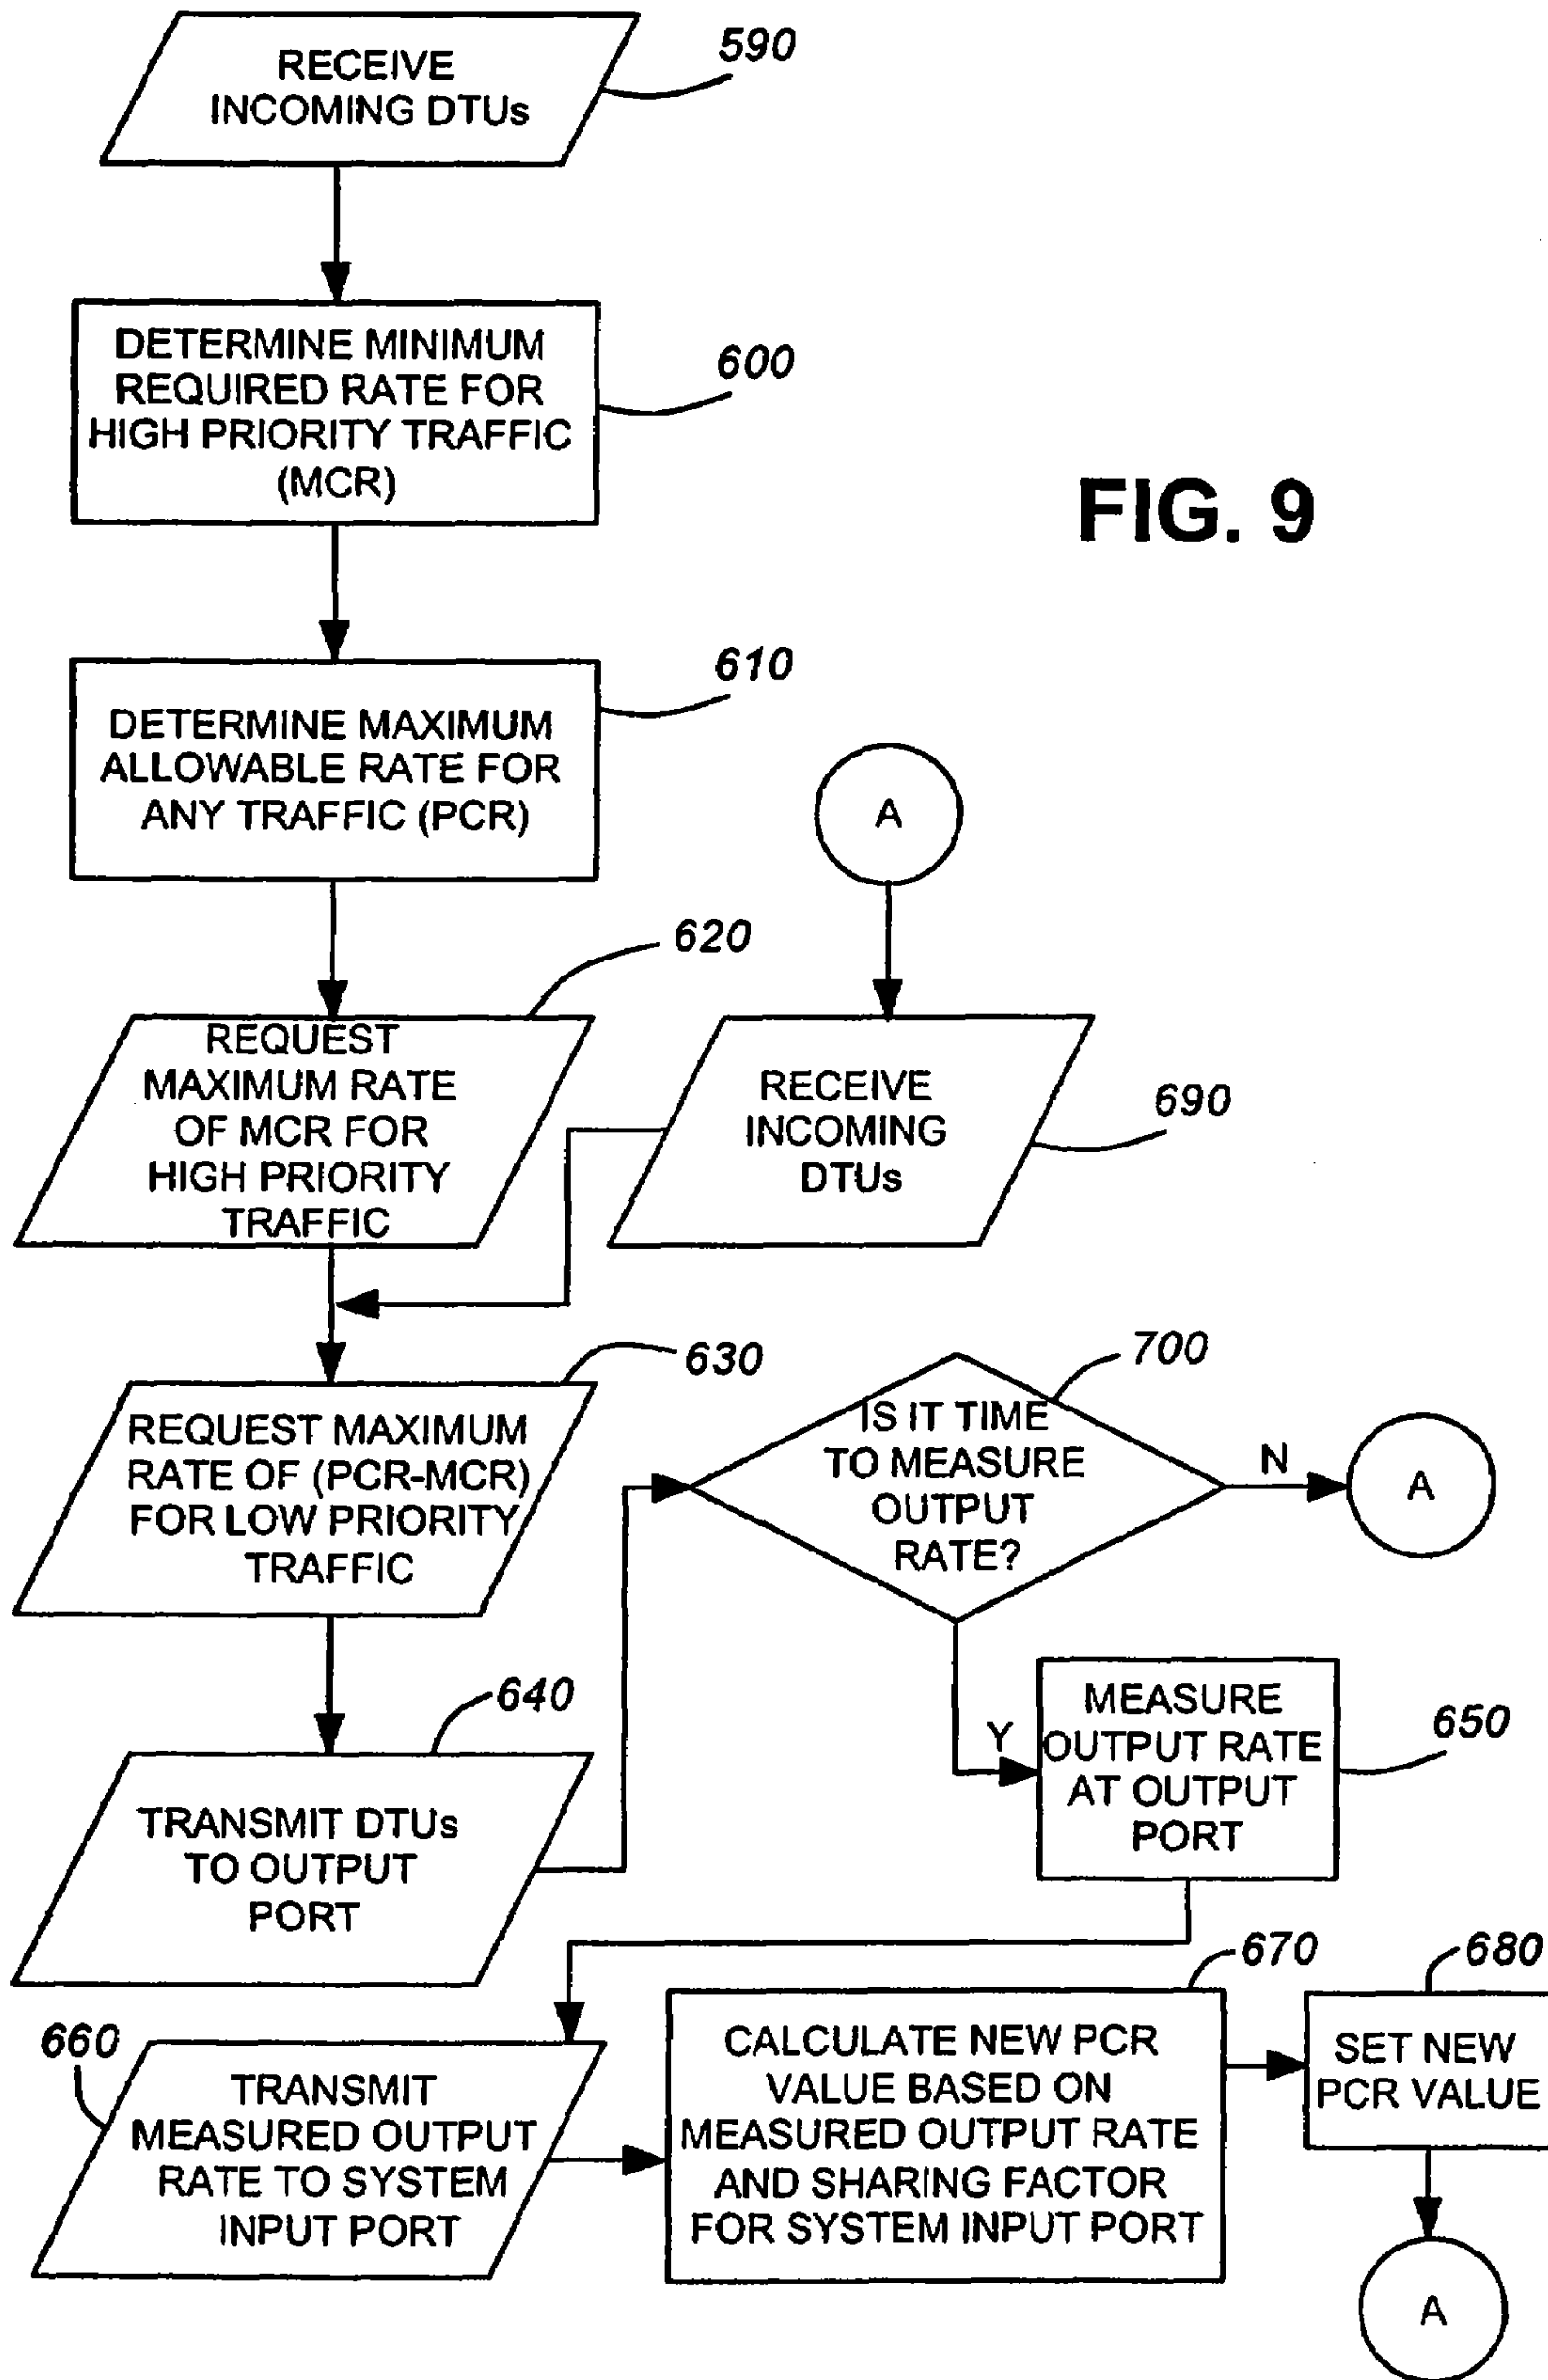 RECEIVE
INCOMING DTUs
590
DETERMINE MINIMUM
REQUIRED RATE FOR
HIGH PRIORITY TRAFFIC
(MCR)
600
FIG. 9
DETERMINE MAXIMUM
ALLOWABLE RATE FOR
ANY TRAFFIC (PCR)
610
A
REQUEST
MAXIMUM RATE
OF MCR FOR
HIGH PRIORITY
TRAFFIC
620
RECEIVE
INCOMING
DTUs
690
REQUEST MAXIMUM
RATE OF (PCR-MCR)
FOR LOW PRIORITY
TRAFFIC
630
IS IT TIME
TO MEASURE
OUTPUT
RATE?
700
N
A
Y
TRANSMIT DTUs
TO OUTPUT
PORT
640
MEASURE
OUTPUT RATE
AT OUTPUT
PORT
650
660
TRANSMIT
MEASURED OUTPUT
RATE TO SYSTEM
INPUT PORT
670
CALCULATE NEW PCR
VALUE BASED ON
MEASURED OUTPUT RATE
AND SHARING FACTOR
FOR SYSTEM INPUT PORT
680
SET NEW
PCR VALUE
A